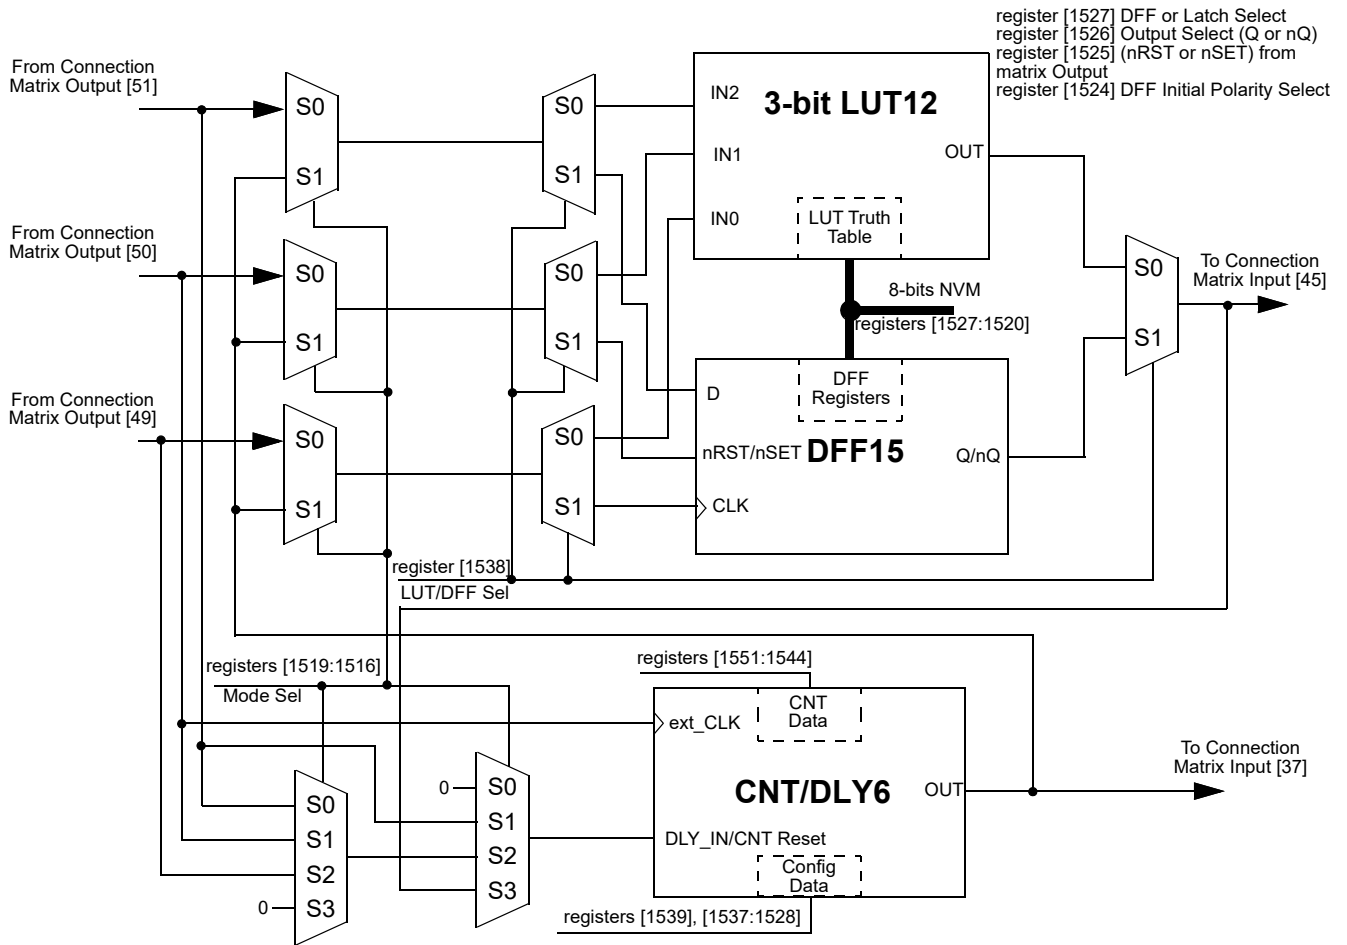 register [1527] DFF or Latch Select
register [1526] Output Select (Q or nQ)
register [1525] (nRST or nSET) from
matrix Output
register [1524] DFF Initial Polarity Select
From Connection
Matrix Output [51]
S0
S1
S0
S1
IN2
3-bit LUT12
IN1
OUT
IN0
LUT Truth
Table
From Connection
Matrix Output [50]
S0
S1
S0
S1
8-bits NVM
registers [1527:1520]
S0
S1
To Connection
Matrix Input [45]
From Connection
Matrix Output [49]
S0
S1
S0
S1
D
DFF
Registers
nRST/nSET
DFF15
Q/nQ
CLK
register [1538]
LUT/DFF Sel
registers [1519:1516]
Mode Sel
registers [1551:1544]
CNT
Data
ext_CLK
CNT/DLY6
OUT
To Connection
Matrix Input [37]
DLY_IN/CNT Reset
Config
Data
registers [1539], [1537:1528]
0
S0
S1
S2
S3
S0
S1
S2
0
S3